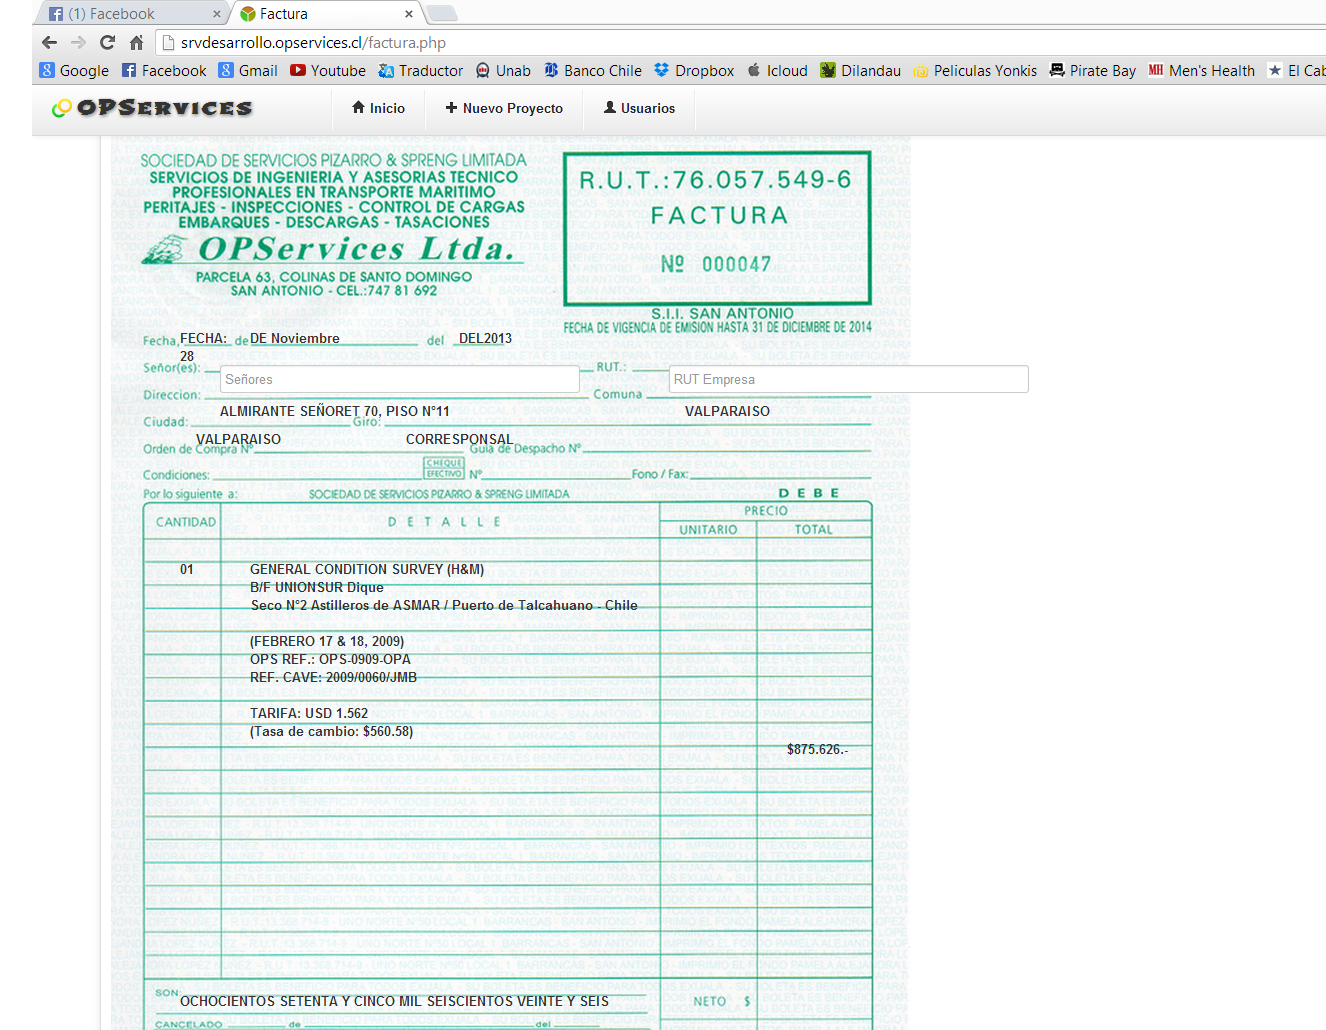 (1) Facebook
Factura
srvdesarrollo.opservices.cl/factura.php
Google Facebook Gmail Youtube Traductor Unab Banco Chile Dropbox Icloud Dilandau Peliculas Yonkis Pirate Bay Men's Health El Cab
OPSERVICES Inicio Nuevo Proyecto Usuarios
SOCIEDAD DE SERVICIOS PIZARRO & SPRENG LIMITADA
SERVICIOS DE INGENIERIA Y ASESORIAS TECNICO
PROFESIONALES EN TRANSPORTE MARITIMO
PERITAJES - INSPECCIONES - CONTROL DE CARGAS
EMBARQUES - DESCARGAS - TASACIONES
OPServices Ltda.
PARCELA 63, COLINAS DE SANTO DOMINGO
SAN ANTONIO - CEL.:747 81 692
R.U.T.:76.057.549-6
FACTURA
Nº 000047
S.I.I. SAN ANTONIO
FECHA DE VIGENCIA DE EMISION HASTA 31 DE DICIEMBRE DE 2014
Fecha, FECHA: de DE Noviembre del DEL2013
28
Señor(es): Señores RUT.: RUT Empresa
Direccion: Comuna
ALMIRANTE SEÑORET 70, PISO N°11 VALPARAISO
Ciudad: Giro:
VALPARAISO CORRESPONSAL
Orden de Compra Nº Guia de Despacho Nº
CHEQUE
Condiciones: EFECTIVO Nº Fono / Fax:
Por lo siguiente a: SOCIEDAD DE SERVICIOS PIZARRO & SPRENG LIMITADA DEBE
CANTIDAD DETALLE PRECIO
UNITARIO TOTAL
01 GENERAL CONDITION SURVEY (H&M)
B/F UNIONSUR Dique
Seco N°2 Astilleros de ASMAR / Puerto de Talcahuano - Chile
(FEBRERO 17 & 18, 2009)
OPS REF.: OPS-0909-OPA
REF. CAVE: 2009/0060/JMB
TARIFA: USD 1.562
(Tasa de cambio: $560.58)
$875.626.-
SON:
OCHOCIENTOS SETENTA Y CINCO MIL SEISCIENTOS VEINTE Y SEIS NETO $
CANCELADO de del